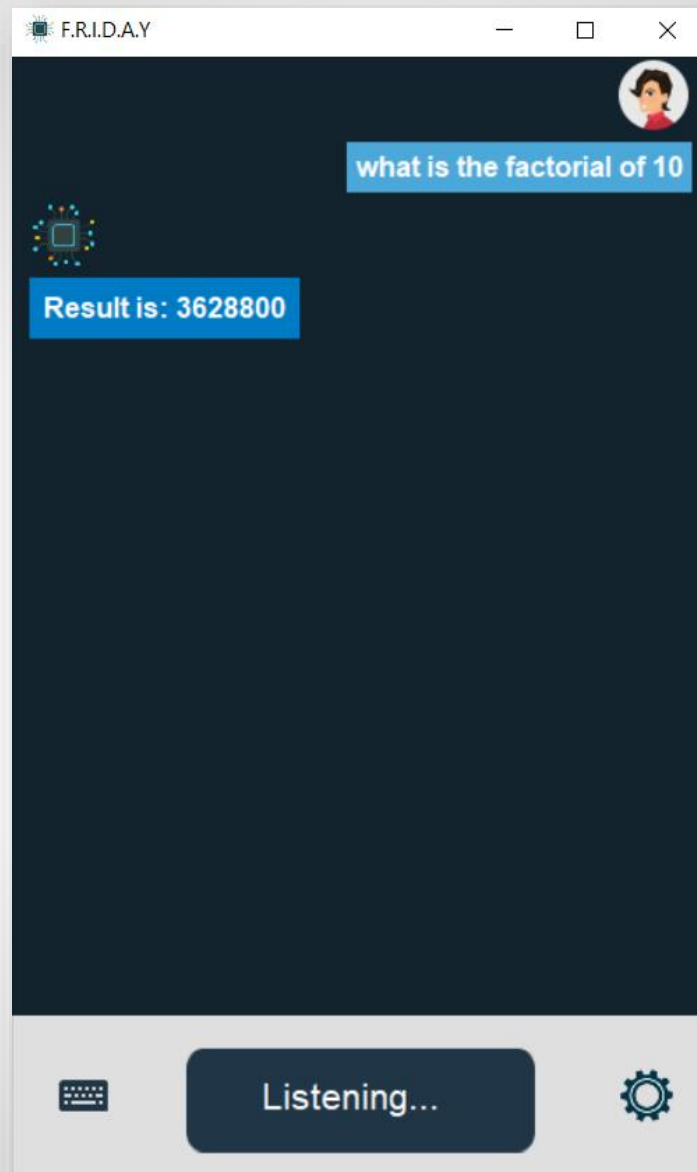 F.R.I.D.A.Y
what is the factorial of 10
Result is: 3628800
Listening...